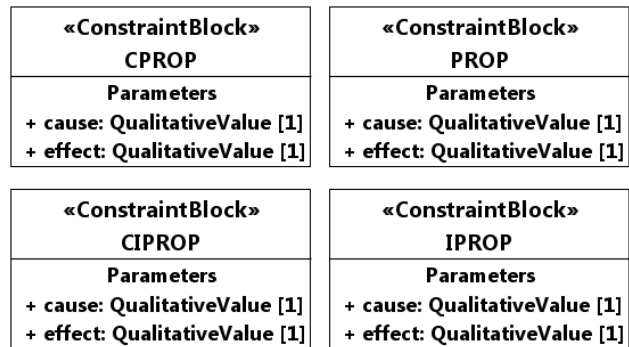 «ConstraintBlock»
CPROP
Parameters
+ cause: QualitativeValue [1]
+ effect: QualitativeValue [1]
«ConstraintBlock»
PROP
Parameters
+ cause: QualitativeValue [1]
+ effect: QualitativeValue [1]
«ConstraintBlock»
CIPROP
Parameters
+ cause: QualitativeValue [1]
+ effect: QualitativeValue [1]
«ConstraintBlock»
IPROP
Parameters
+ cause: QualitativeValue [1]
+ effect: QualitativeValue [1]